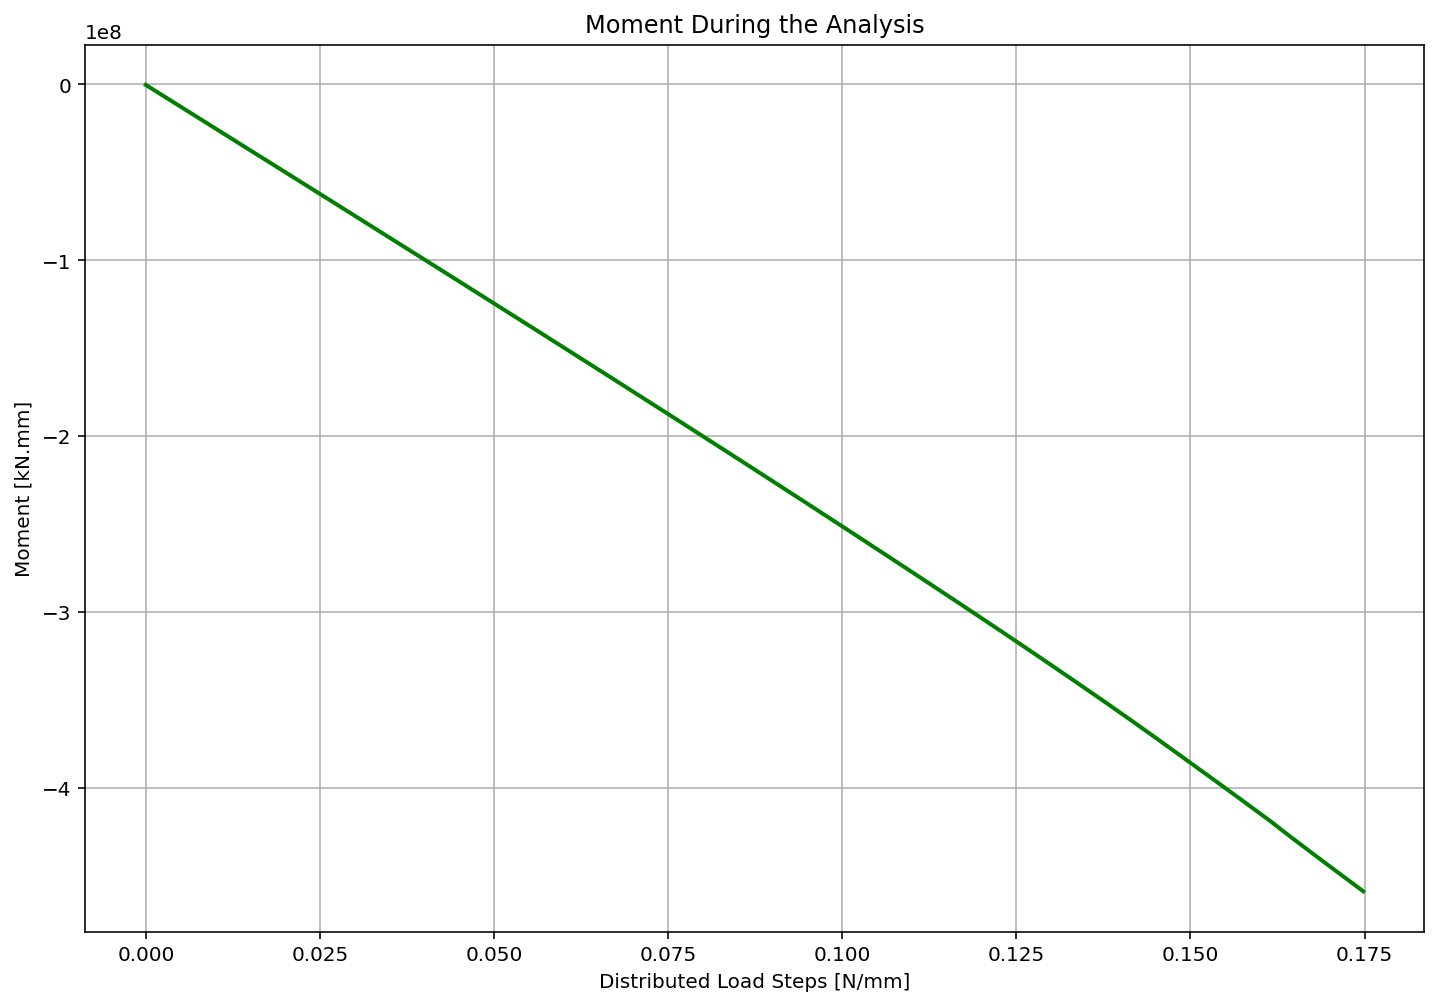 Moment During the Analysis
1e8
0
−1
−2
−3
−4
Moment [kN.mm]
0.000 0.025 0.050 0.075 0.100 0.125 0.150 0.175
Distributed Load Steps [N/mm]